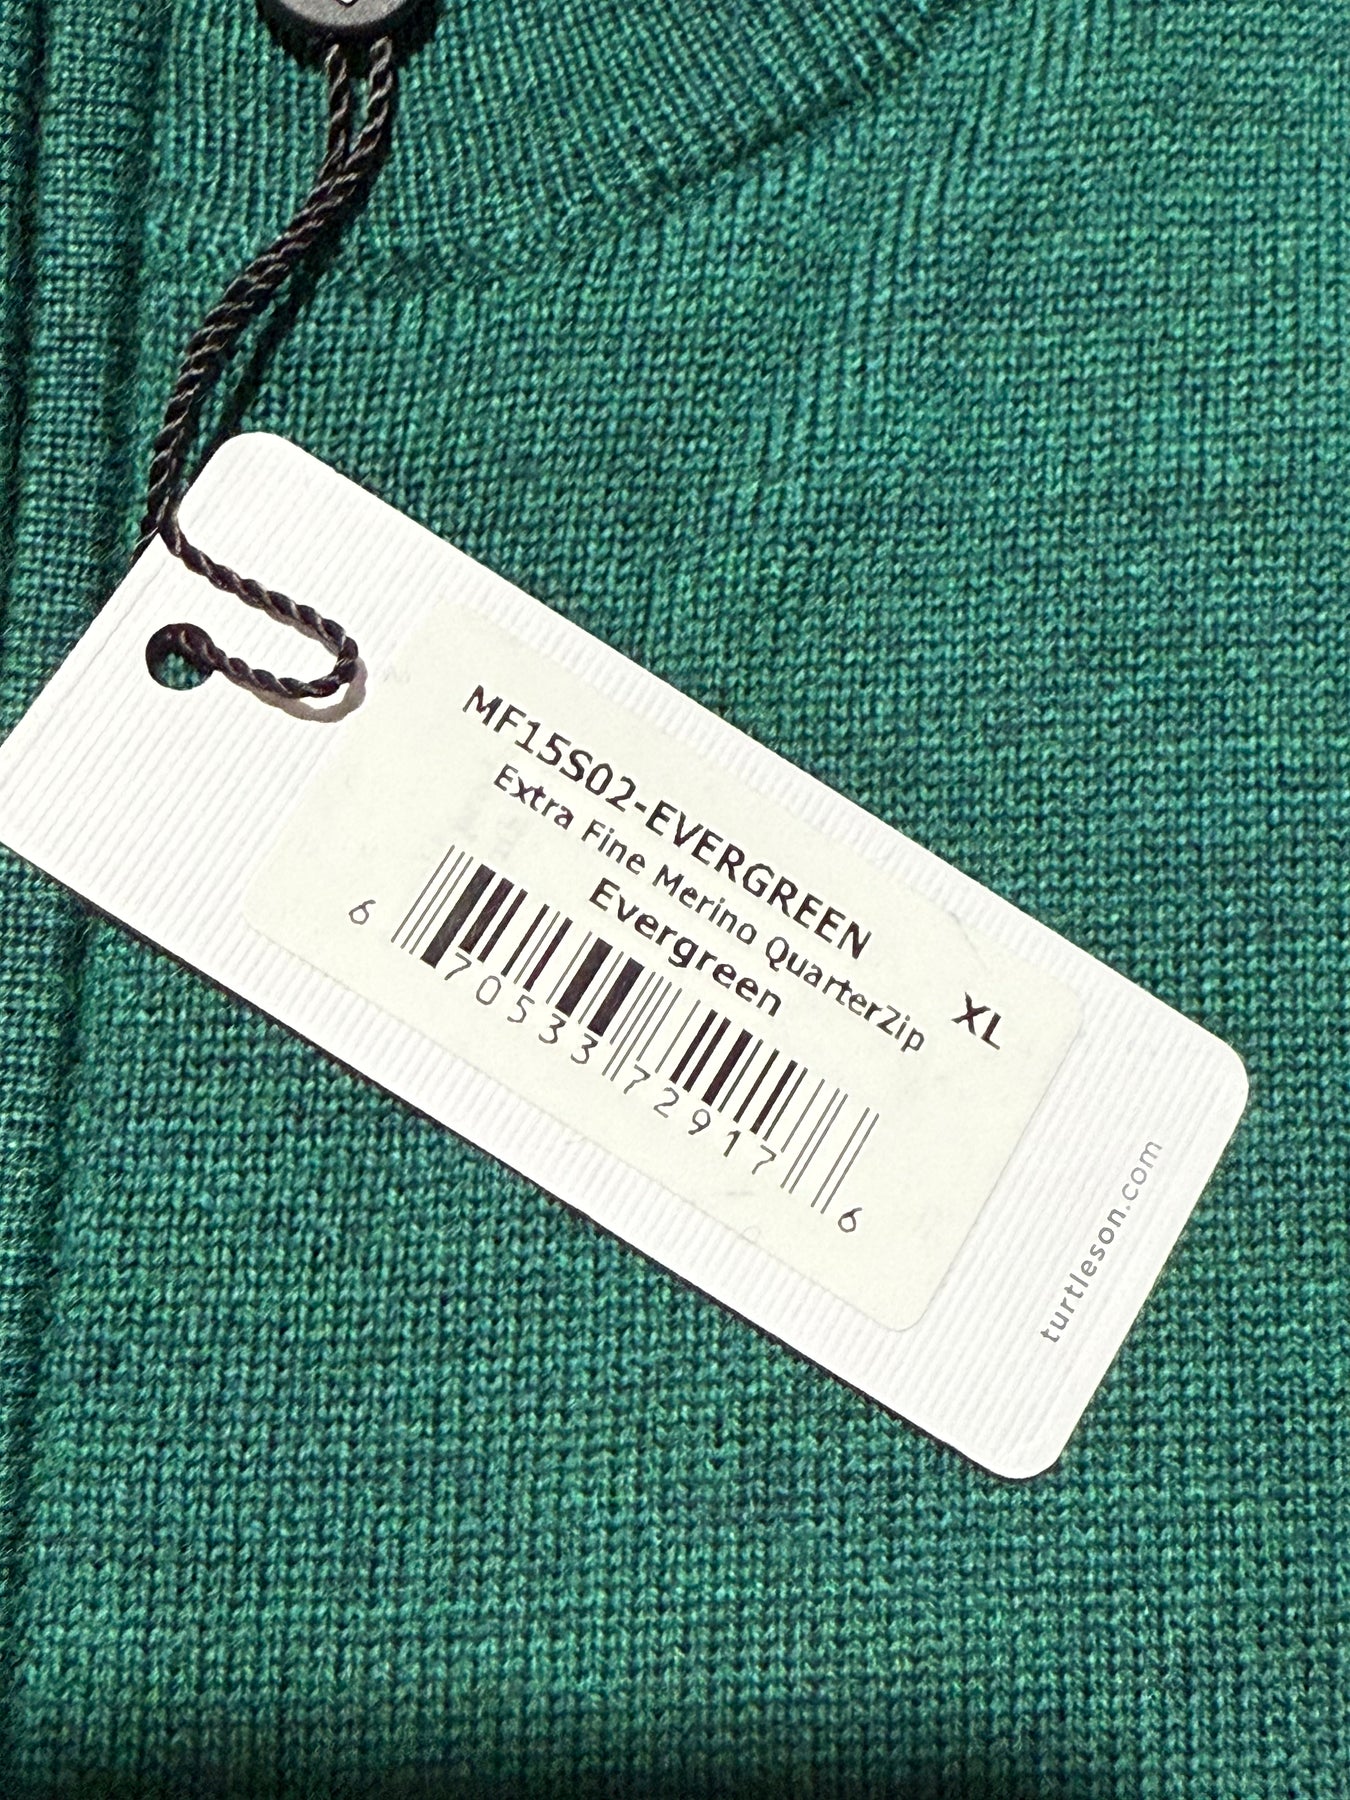 MF15S02-EVERGREEN
Extra Fine Merino QuarterZip
Evergreen
XL
6 70533 72917 6
turtleson.com